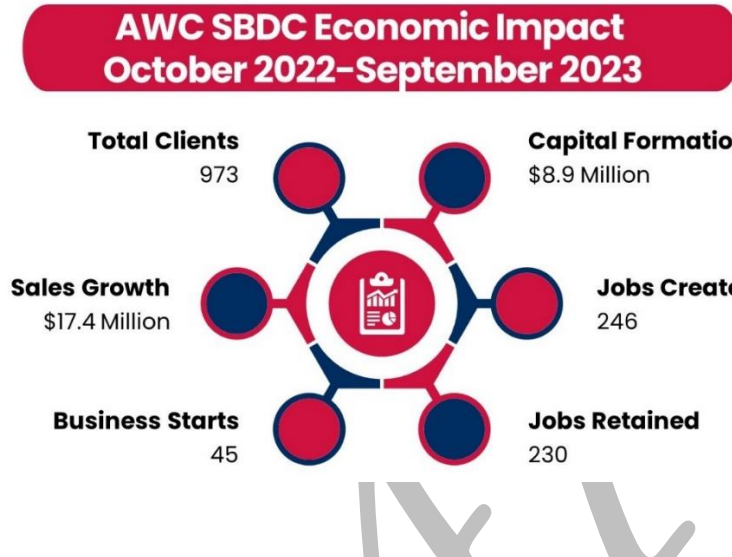 AWC SBDC Economic Impact
October 2022–September 2023
Total Clients
973
Capital Formatio
$8.9 Million
Sales Growth
$17.4 Million
Jobs Create
246
Business Starts
45
Jobs Retained
230